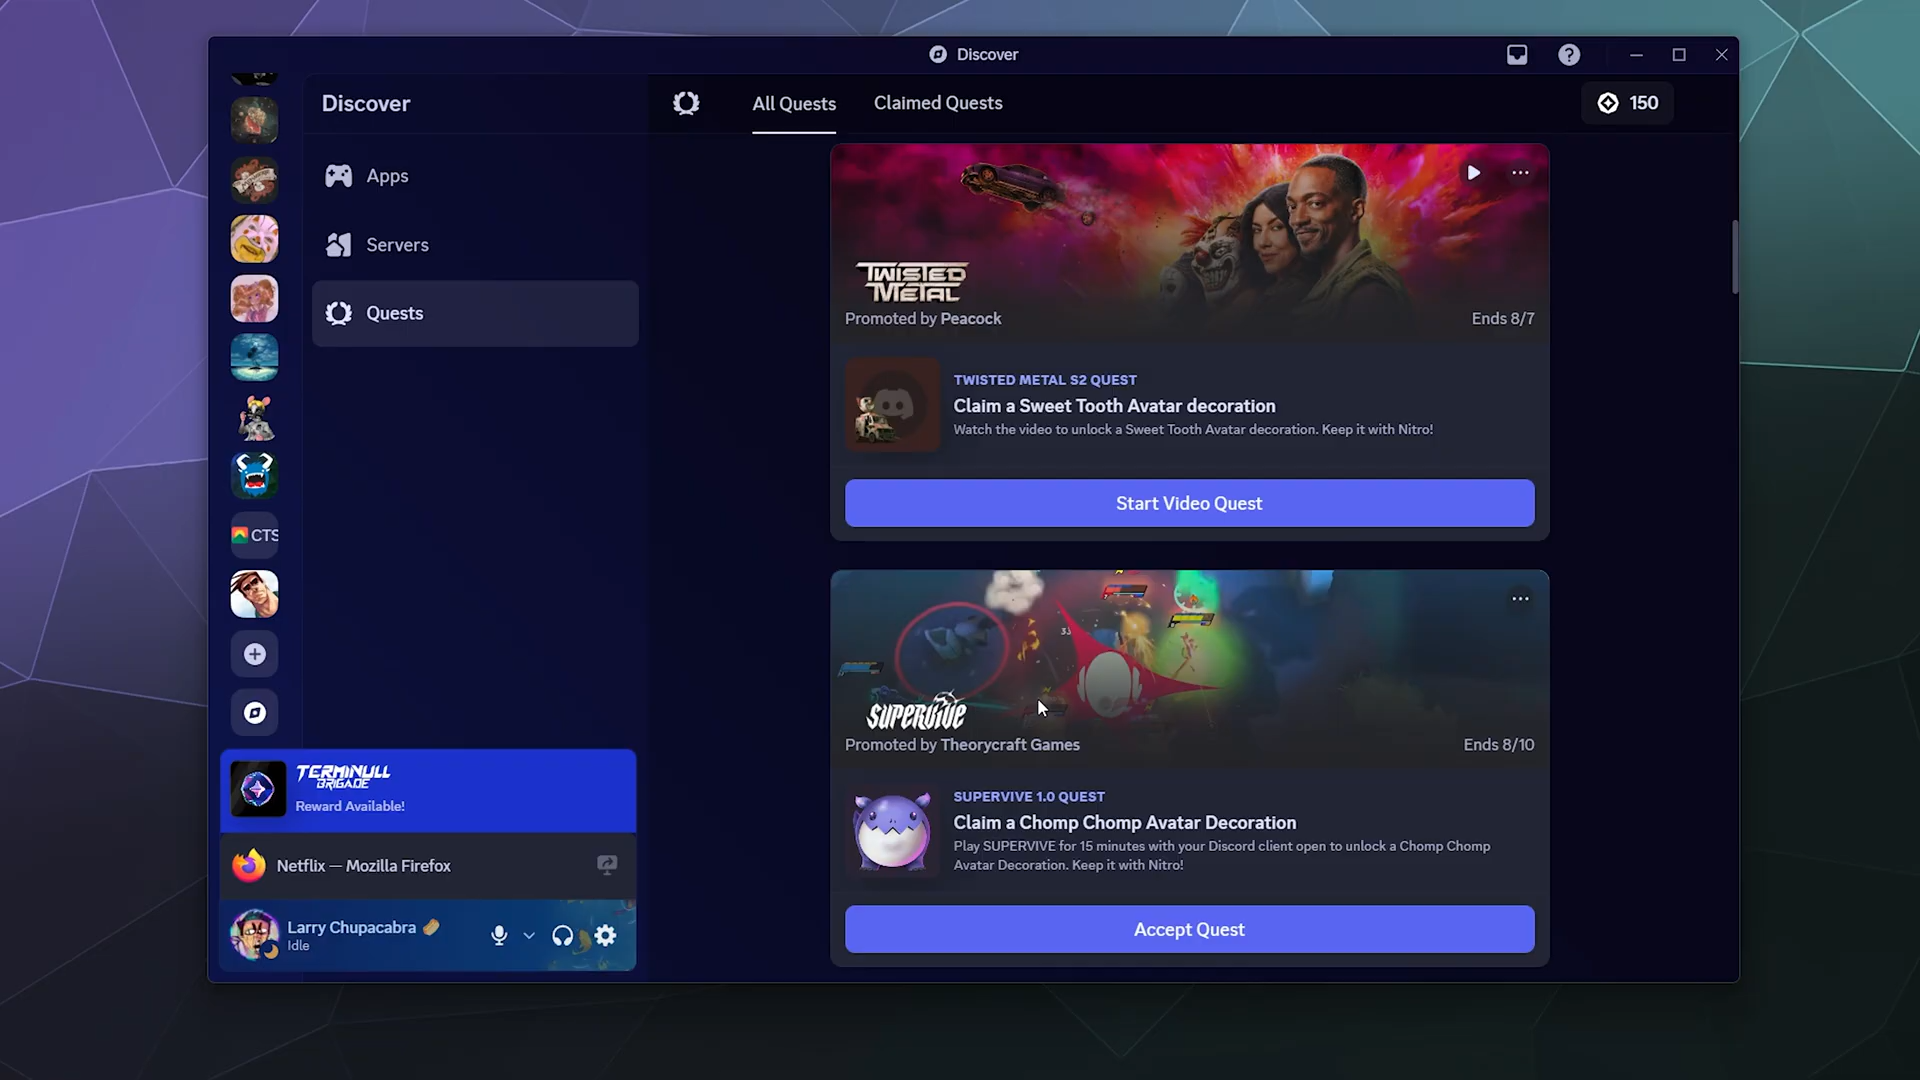 Discover
Discover
Apps
Servers
Quests
CTS
TERMINULL
BRIGADE
Reward Available!
Netflix — Mozilla Firefox
Larry Chupacabra
Idle
All Quests
Claimed Quests
150
TWISTED
METAL
Promoted by Peacock
Ends 8/7
TWISTED METAL S2 QUEST
Claim a Sweet Tooth Avatar decoration
Watch the video to unlock a Sweet Tooth Avatar decoration. Keep it with Nitro!
Start Video Quest
33
SUPERVIVE
Promoted by Theorycraft Games
Ends 8/10
SUPERVIVE 1.0 QUEST
Claim a Chomp Chomp Avatar Decoration
Play SUPERVIVE for 15 minutes with your Discord client open to unlock a Chomp Chomp
Avatar Decoration. Keep it with Nitro!
Accept Quest